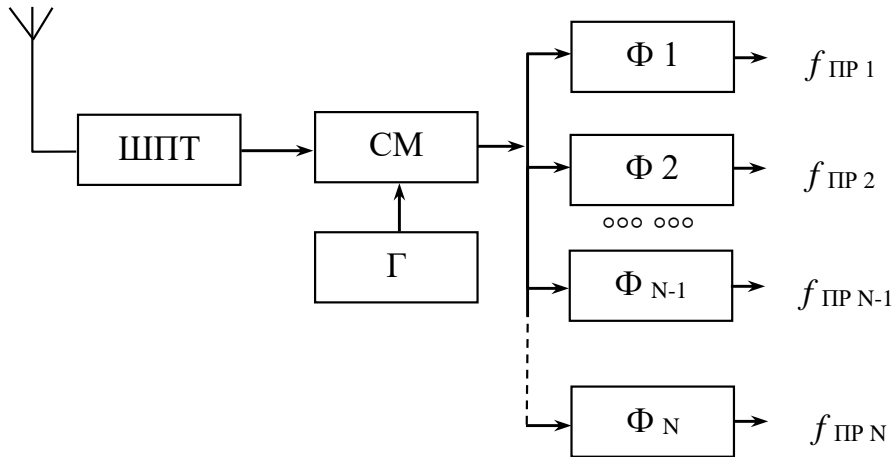 Ф 1
f ПР 1
ШПТ
СМ
Ф 2
f ПР 2
Г
Ф N-1
f ПР N-1
Ф N
f ПР N